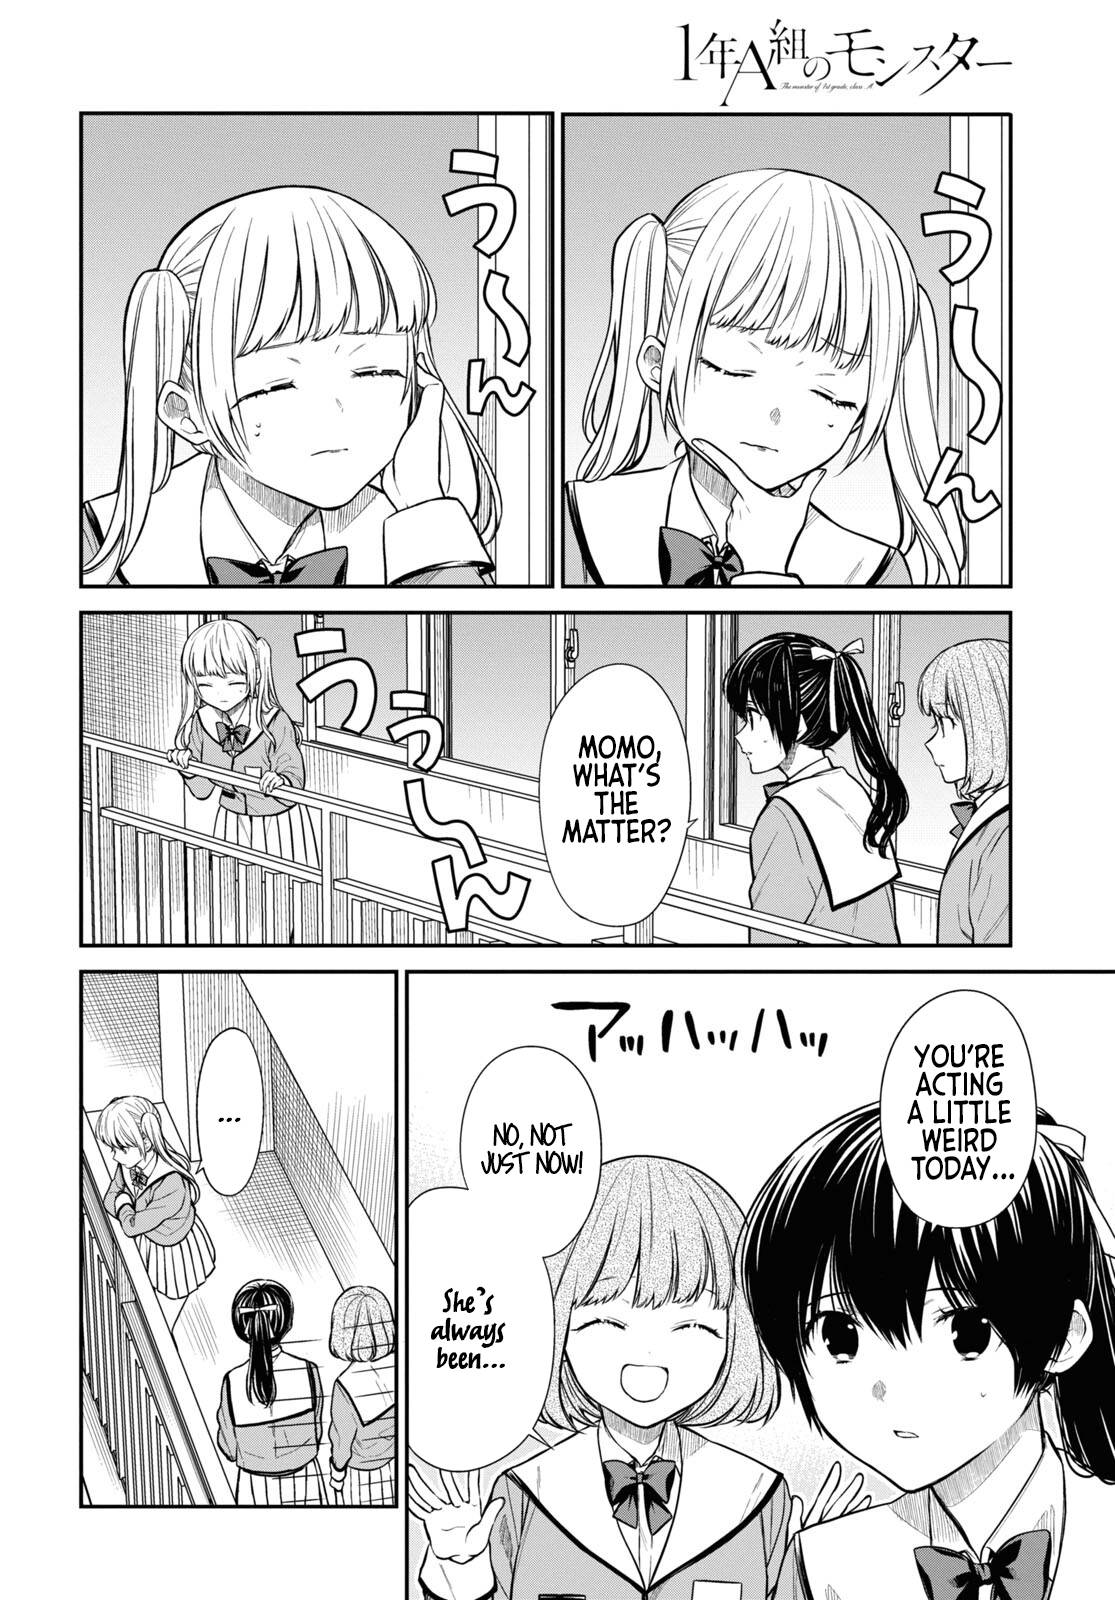 1年A組のモンスター
The monster of 1st grade, class A
う〜ん
う〜ん
うう
うう〜ん
MOMO,
WHAT'S
THE
MATTER?
YOU'RE
ACTING
A LITTLE
WEIRD
TODAY...
アッハッハッ
NO, NOT
JUST NOW!
She's
always
been...
...